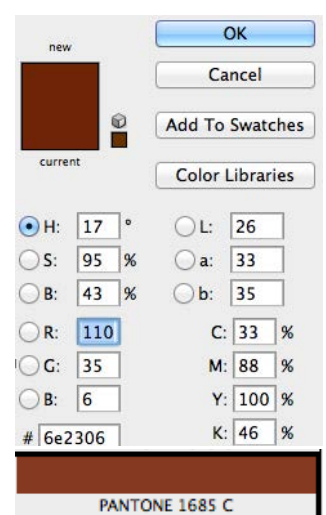 new
OK
Cancel
Add To Swatches
current
Color Libraries
H: 17 °
L: 26
S: 95 %
a: 33
B: 43 %
b: 35
R: 110
C: 33 %
G: 35
M: 88 %
B: 6
Y: 100 %
# 6e2306
K: 46 %
PANTONE 1685 C